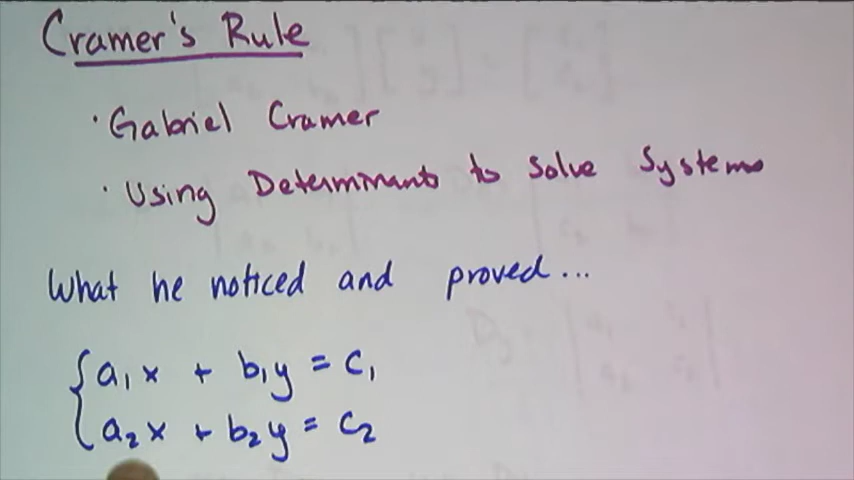 Cramer's Rule
· Gabriel Cramer
· Using Determinants to Solve Systems
What he noticed and proved...
a₁x + b₁y = c₁
a₂x + b₂y = c₂